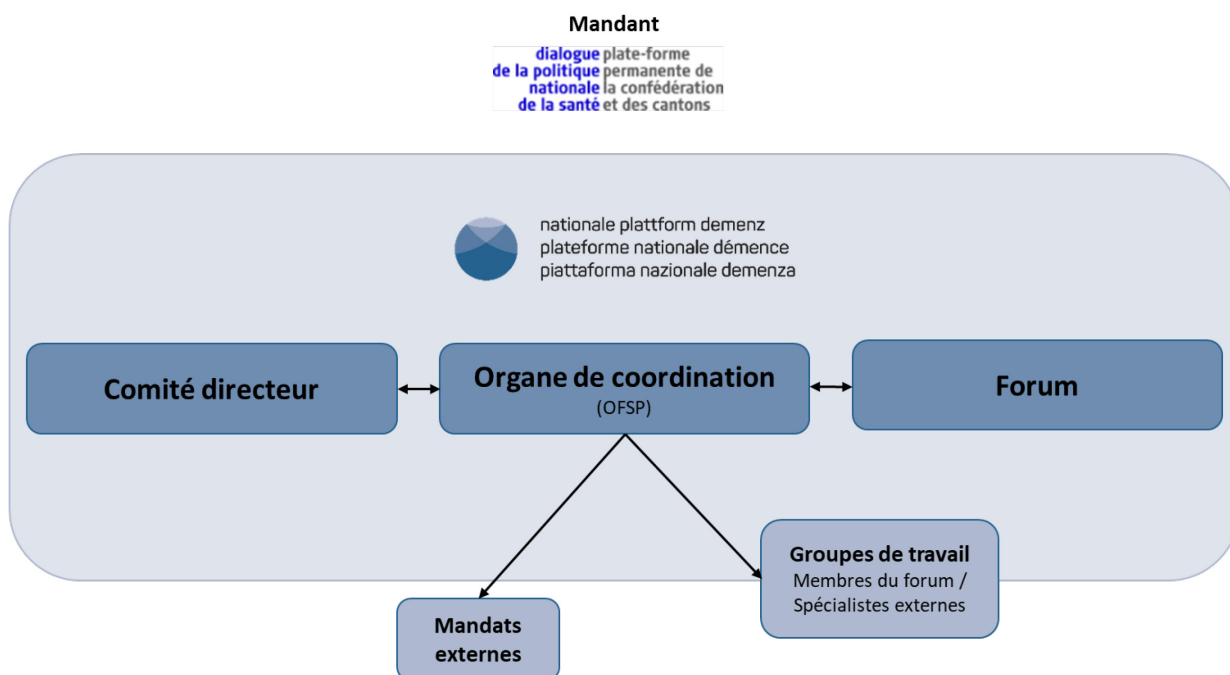 Mandant
dialogue plate-forme
de la politique permanente de
nationale la confédération
de la santé et des cantons
nationale plattform demenz
plateforme nationale démence
piattaforma nazionale demenza
Comité directeur
Organe de coordination
(OFSP)
Forum
Groupes de travail
Membres du forum /
Spécialistes externes
Mandats
externes